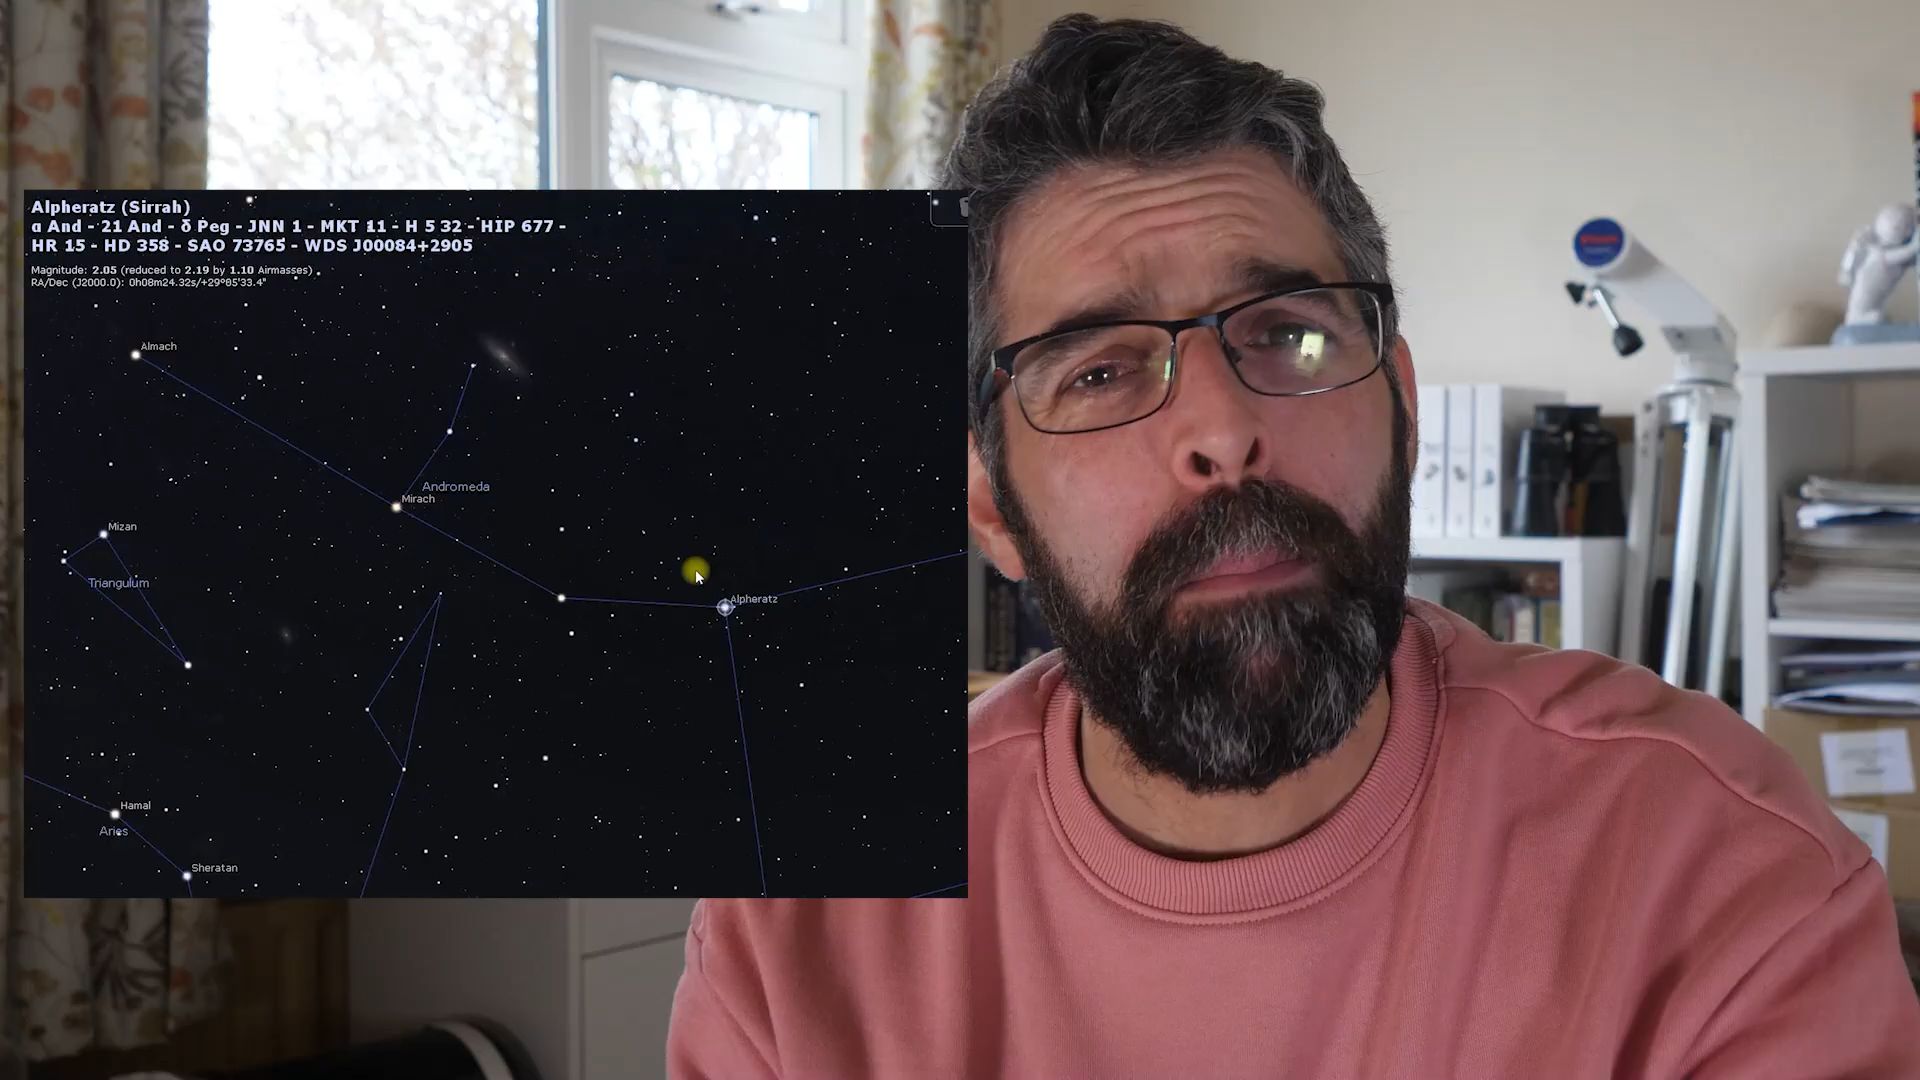 Alpheratz (Sirrah)
α And - 21 And - δ Peg - JNN 1 - MKT 11 - H 5 32 - HIP 677 -
HR 15 - HD 358 - SAO 73765 - WDS J00084+2905
Magnitude: 2.05 (reduced to 2.19 by 1.10 Airmasses)
RA/Dec (J2000.0): 0h08m24.32s/+29°05'33.4"
Almach
Andromeda
Mirach
Mizan
Triangulum
Alpheratz
Hamal
Aries
Sheratan